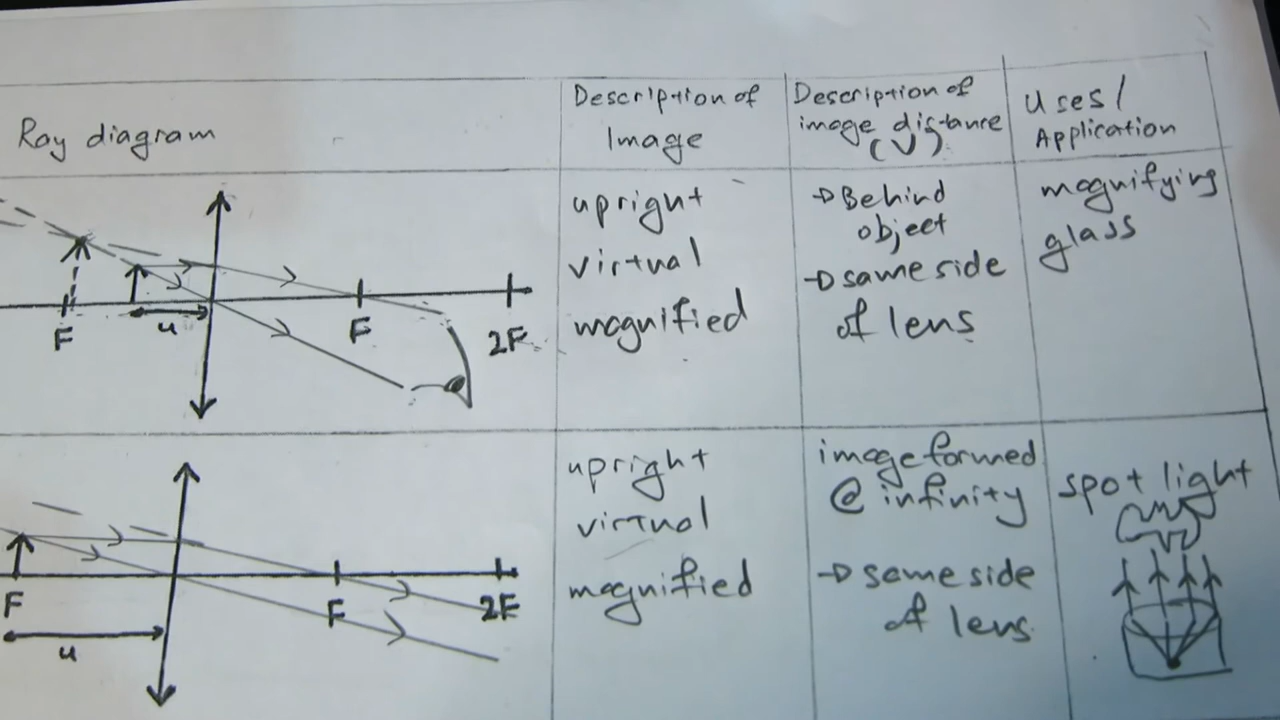 Ray diagram
Description of
Image
Description of
image distance
(V)
Uses/
Application
F
u
F
2F
upright
virtual
magnified
→ Behind
object
→ same side
of lens
magnifying
glass
F
u
F
2F
upright
virtual
magnified
image formed
@ infinity
→ same side
of lens
spot light